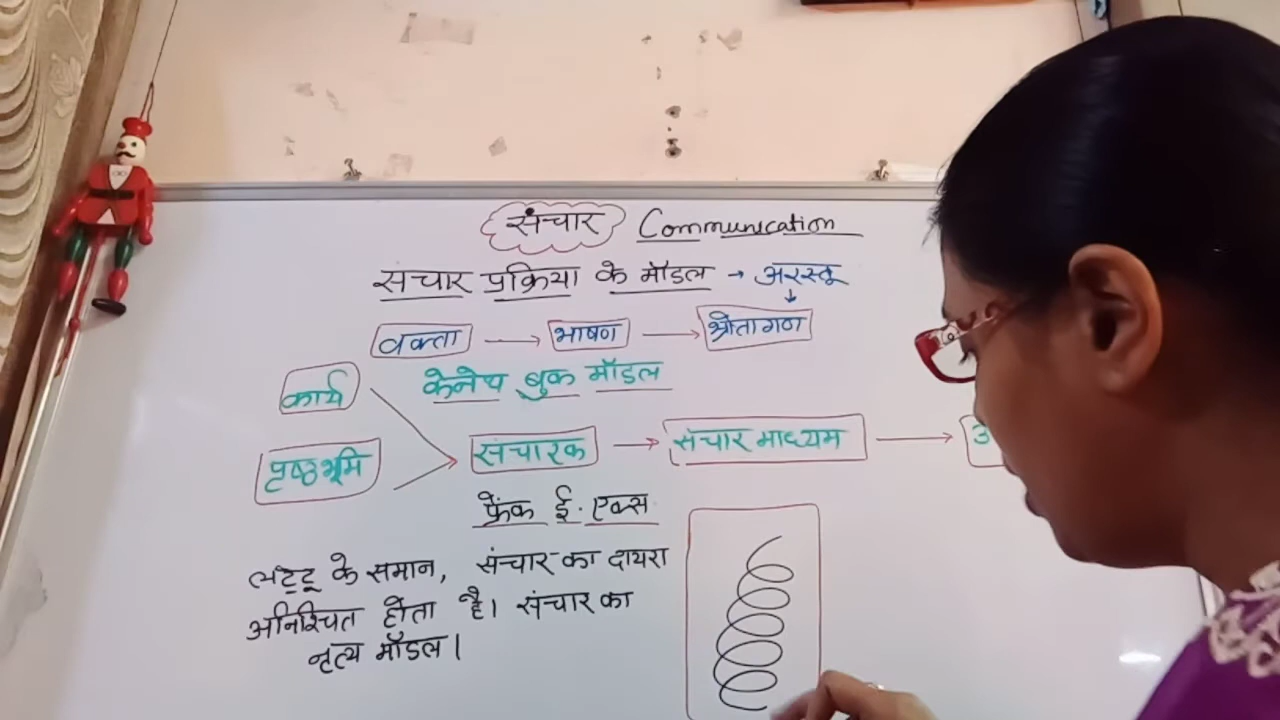 संचार Communication
सचार प्रक्रिया के मॉडल → अरस्तू
वक्ता → भाषण → श्रोतागण
केनेथ बुक मॉडल
कार्य
पृष्ठभूमि
संचारक → संचार माध्यम →
फ्रेंक ई. एक्स
लट्टू के समान, संचार का दायरा
अनिश्चित होता है। संचार का
नृत्य मॉडल।